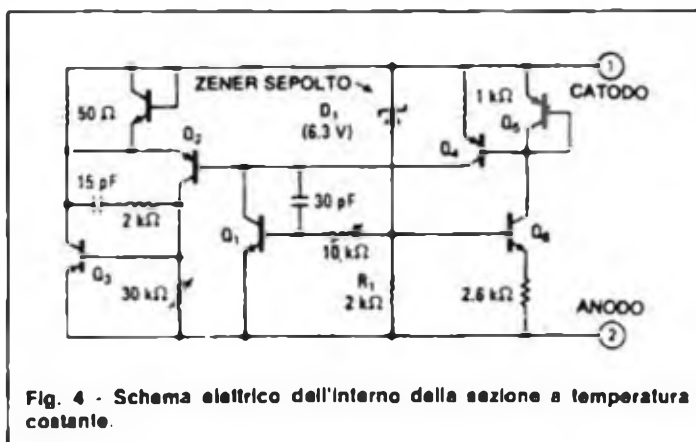 ZENER SEPOLTO
1
CATODO
50 Ω
D₁
(6.3 V)
1 kΩ
Q₅
Q₂
Q₄
15 pF
2 kΩ
30 pF
Q₁
10 kΩ
Q₆
Q₃
30 kΩ
R₁
2 kΩ
2.6 kΩ
ANODO
2
Fig. 4 - Schema elettrico dell'interno della sezione a temperatura
costante.